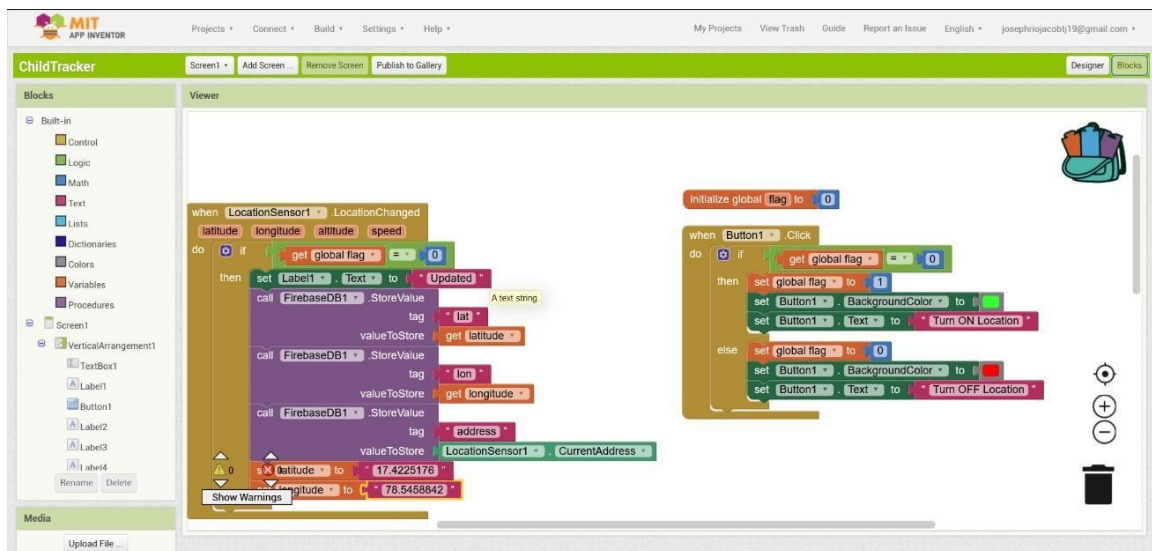 MIT
APP INVENTOR
Projects Connect Build Settings Help
My Projects View Trash Guide Report an Issue English josephriojacobtj19@gmail.com
ChildTracker
Screen1 Add Screen ... Remove Screen Publish to Gallery
Designer Blocks
Blocks
Viewer
Built-in
Control
Logic
Math
Text
Lists
Dictionaries
Colors
Variables
Procedures
Screen1
VerticalArrangement1
TextBox1
Label1
Button1
Label2
Label3
Label4
Rename Delete
Media
Upload File ...
when LocationSensor1 .LocationChanged
latitude longitude altitude speed
do if get global flag = 0
then set Label1 . Text to " Updated "
A text string.
call FirebaseDB1 .StoreValue
tag " lat "
valueToStore get latitude
call FirebaseDB1 .StoreValue
tag " lon "
valueToStore get longitude
call FirebaseDB1 .StoreValue
tag " address "
valueToStore LocationSensor1 . CurrentAddress
latitude to " 17.4225176 "
longitude to " 78.5458842 "
0 0
Show Warnings
initialize global flag to 0
when Button1 .Click
do if get global flag = 0
then set global flag to 1
set Button1 . BackgroundColor to
set Button1 . Text to " Turn ON Location "
else set global flag to 0
set Button1 . BackgroundColor to
set Button1 . Text to " Turn OFF Location "